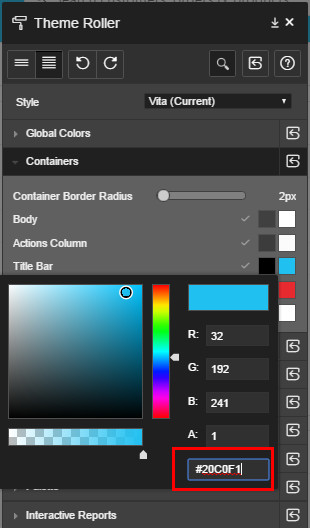 Theme Roller
Style
Vita (Current)
Global Colors
Containers
Container Border Radius
2px
Body
Actions Column
Title Bar
R:
32
G:
192
B:
241
A:
1
#20C0F1
Interactive Reports